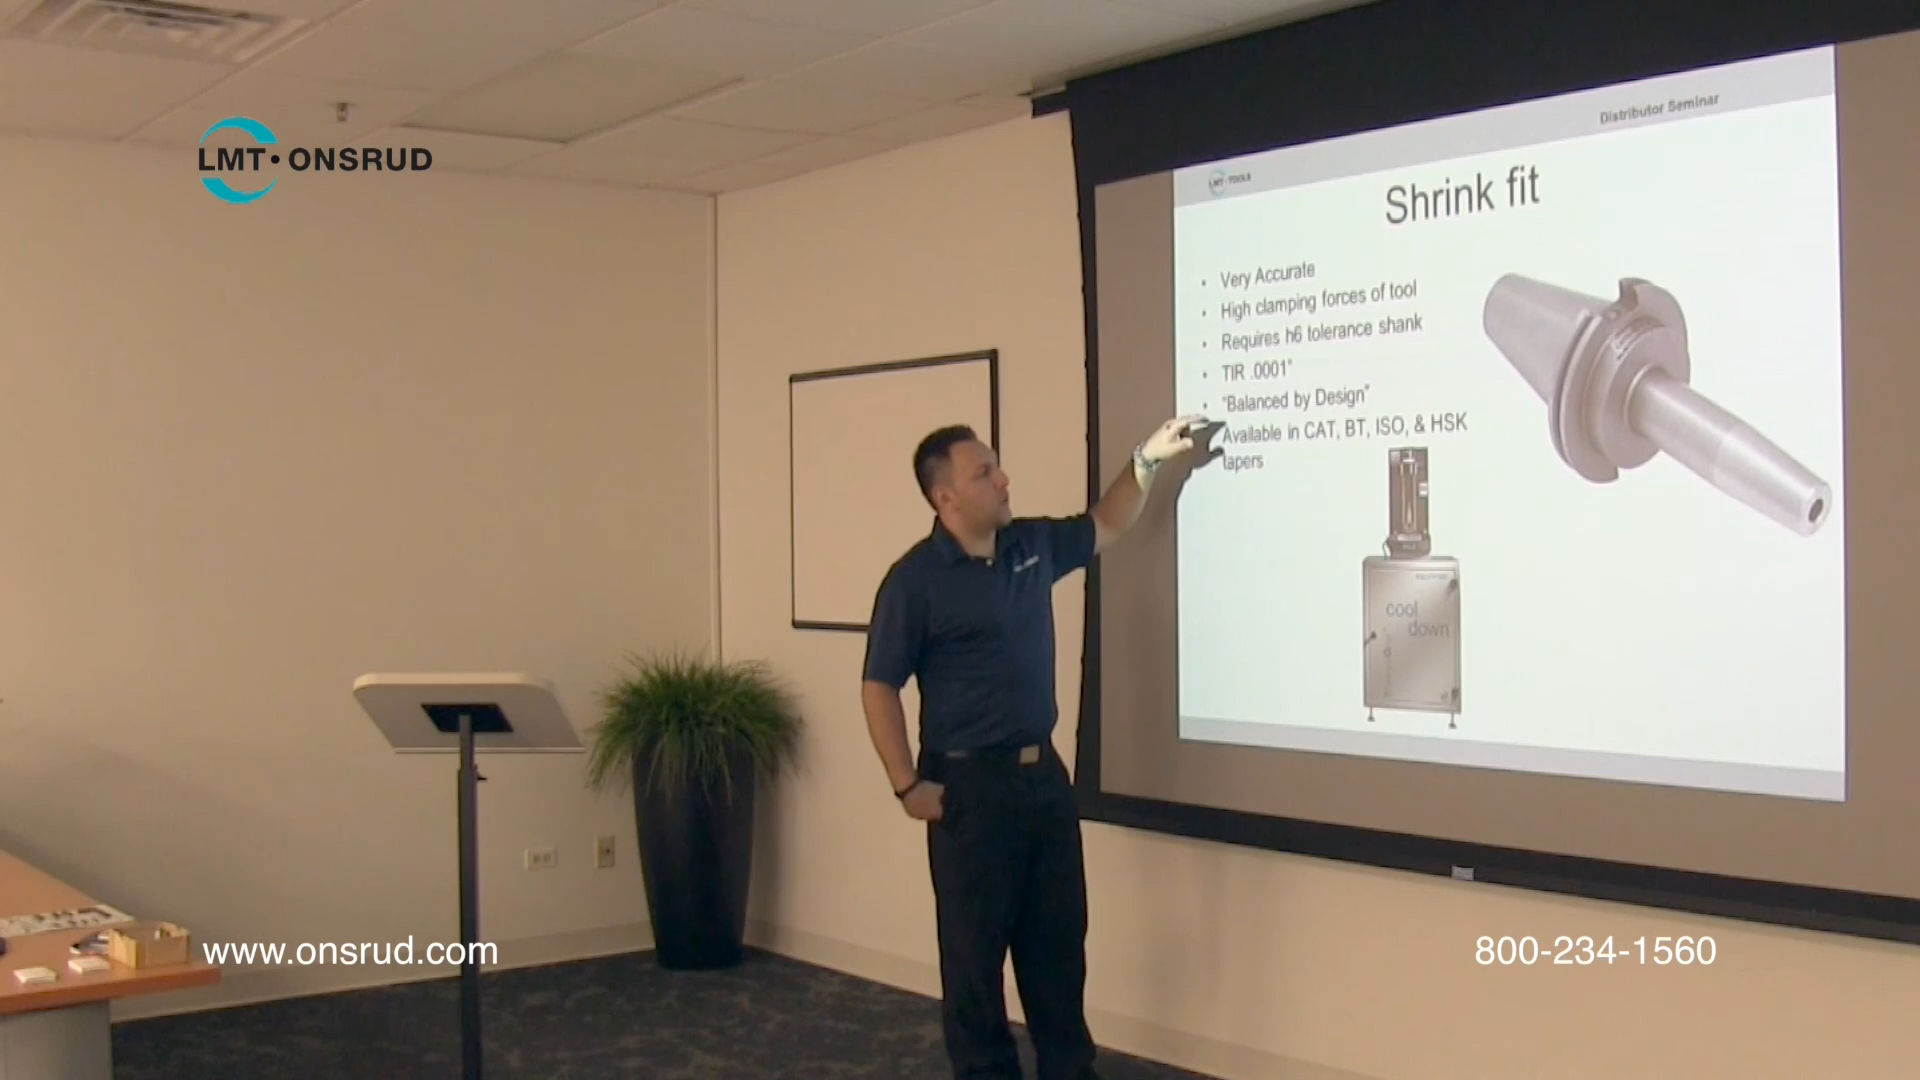 LMT • ONSRUD
Distributor Seminar
LMT • TOOLS
Shrink fit
• Very Accurate
• High clamping forces of tool
• Requires h6 tolerance shank
• TIR .0001"
• "Balanced by Design"
Available in CAT, BT, ISO, & HSK
tapers
cool
down
www.onsrud.com
800-234-1560